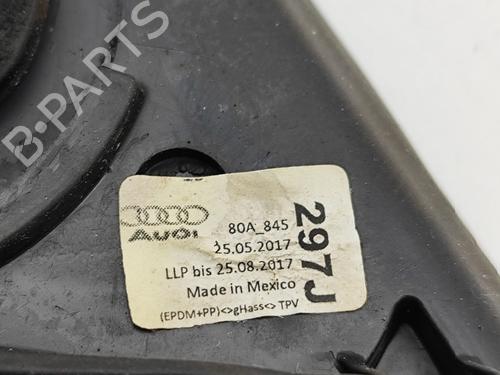 B-PARTS
AUDI
80A_845
25.05.2017
LLP bis 25.08.2017
Made in Mexico
(EPDM+PP)<>gHass<> TPV
297J